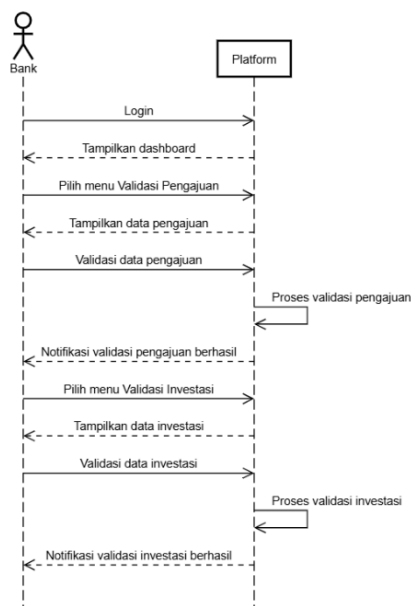 Bank
Platform
Login
Tampilkan dashboard
Pilih menu Validasi Pengajuan
Tampilkan data pengajuan
Validasi data pengajuan
Proses validasi pengajuan
Notifikasi validasi pengajuan berhasil
Pilih menu Validasi Investasi
Tampilkan data investasi
Validasi data investasi
Proses validasi investasi
Notifikasi validasi investasi berhasil